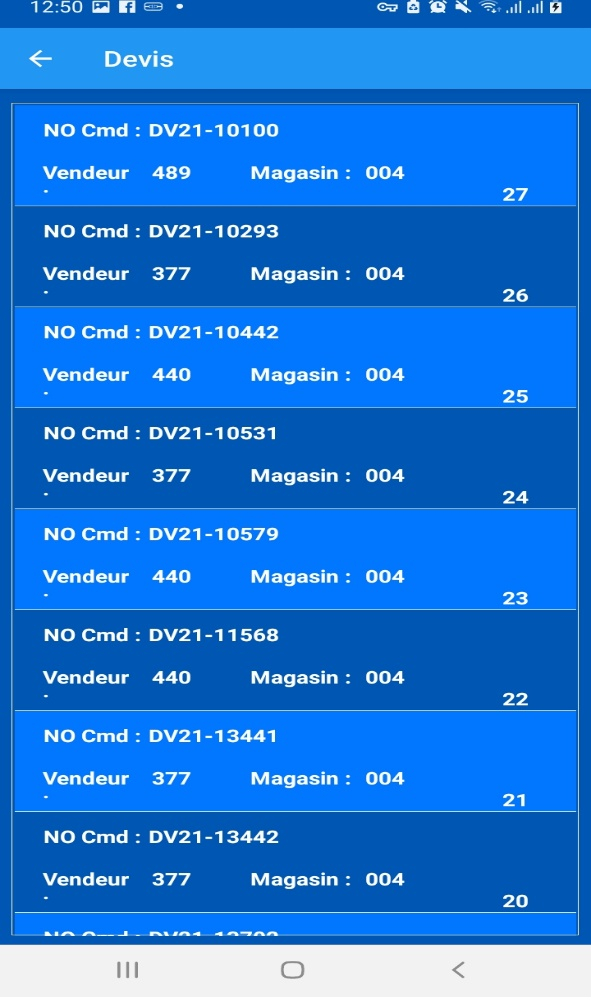 12:50
Devis
NO Cmd : DV21-10100
Vendeur : 489 Magasin : 004
27
NO Cmd : DV21-10293
Vendeur : 377 Magasin : 004
26
NO Cmd : DV21-10442
Vendeur : 440 Magasin : 004
25
NO Cmd : DV21-10531
Vendeur : 377 Magasin : 004
24
NO Cmd : DV21-10579
Vendeur : 440 Magasin : 004
23
NO Cmd : DV21-11568
Vendeur : 440 Magasin : 004
22
NO Cmd : DV21-13441
Vendeur : 377 Magasin : 004
21
NO Cmd : DV21-13442
Vendeur : 377 Magasin : 004
20
NO Cmd :